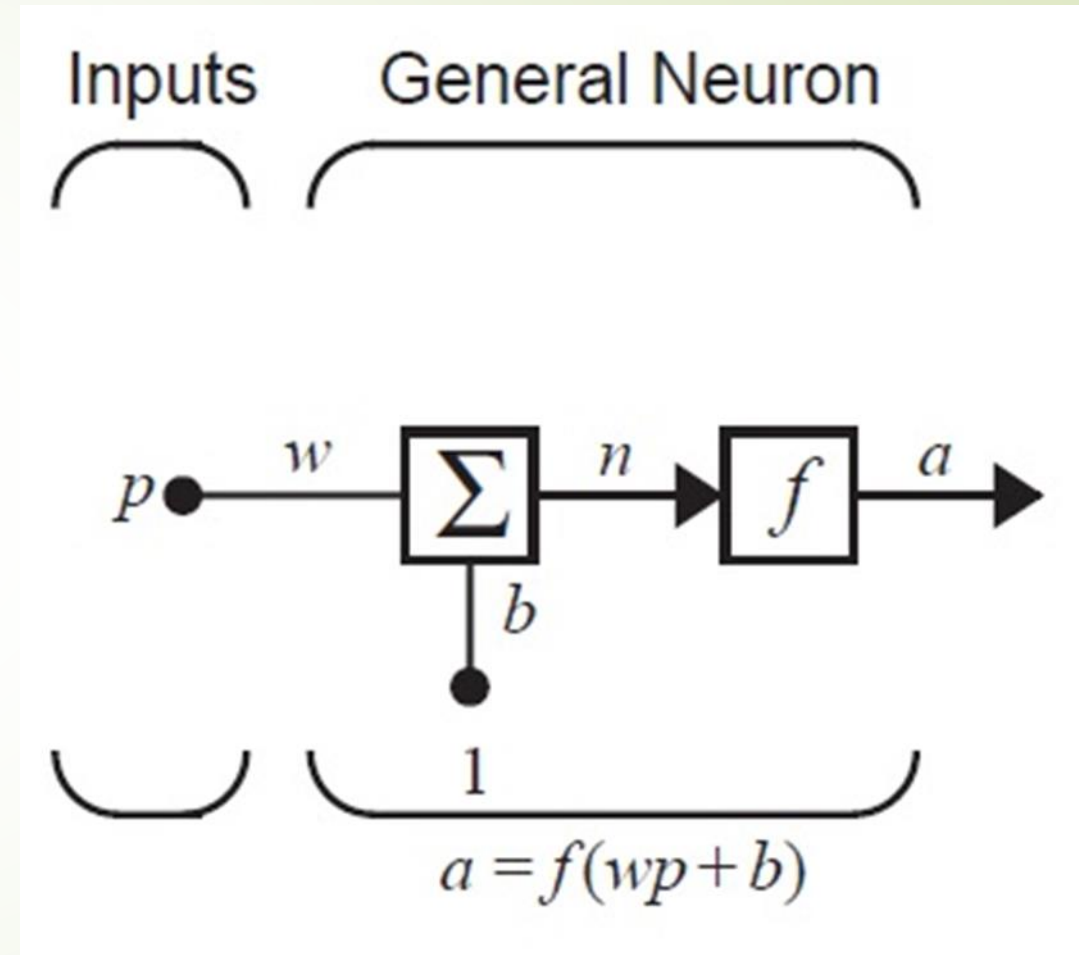 Inputs General Neuron
p w Σ n f a
b
1
a = f(wp+b)